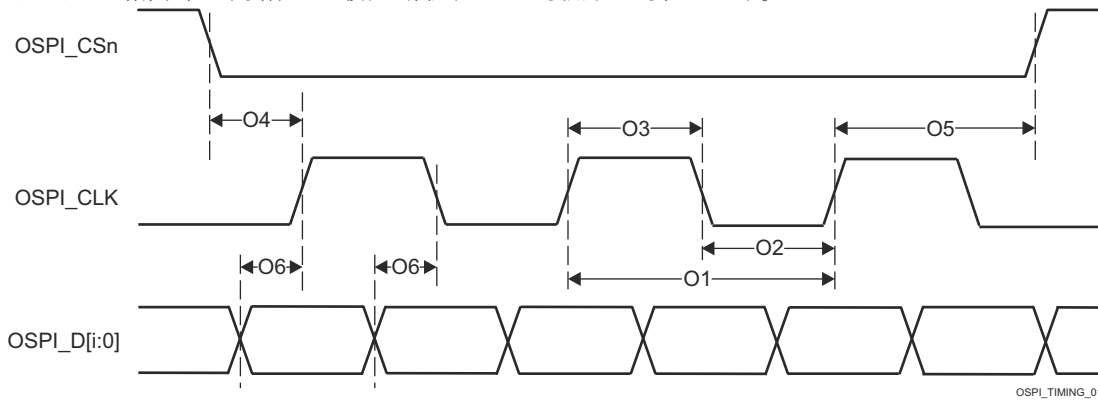 OSPI_CSn
O4
O3
O5
OSPI_CLK
O2
O6
O6
O1
OSPI_D[i:0]
OSPI_TIMING_0